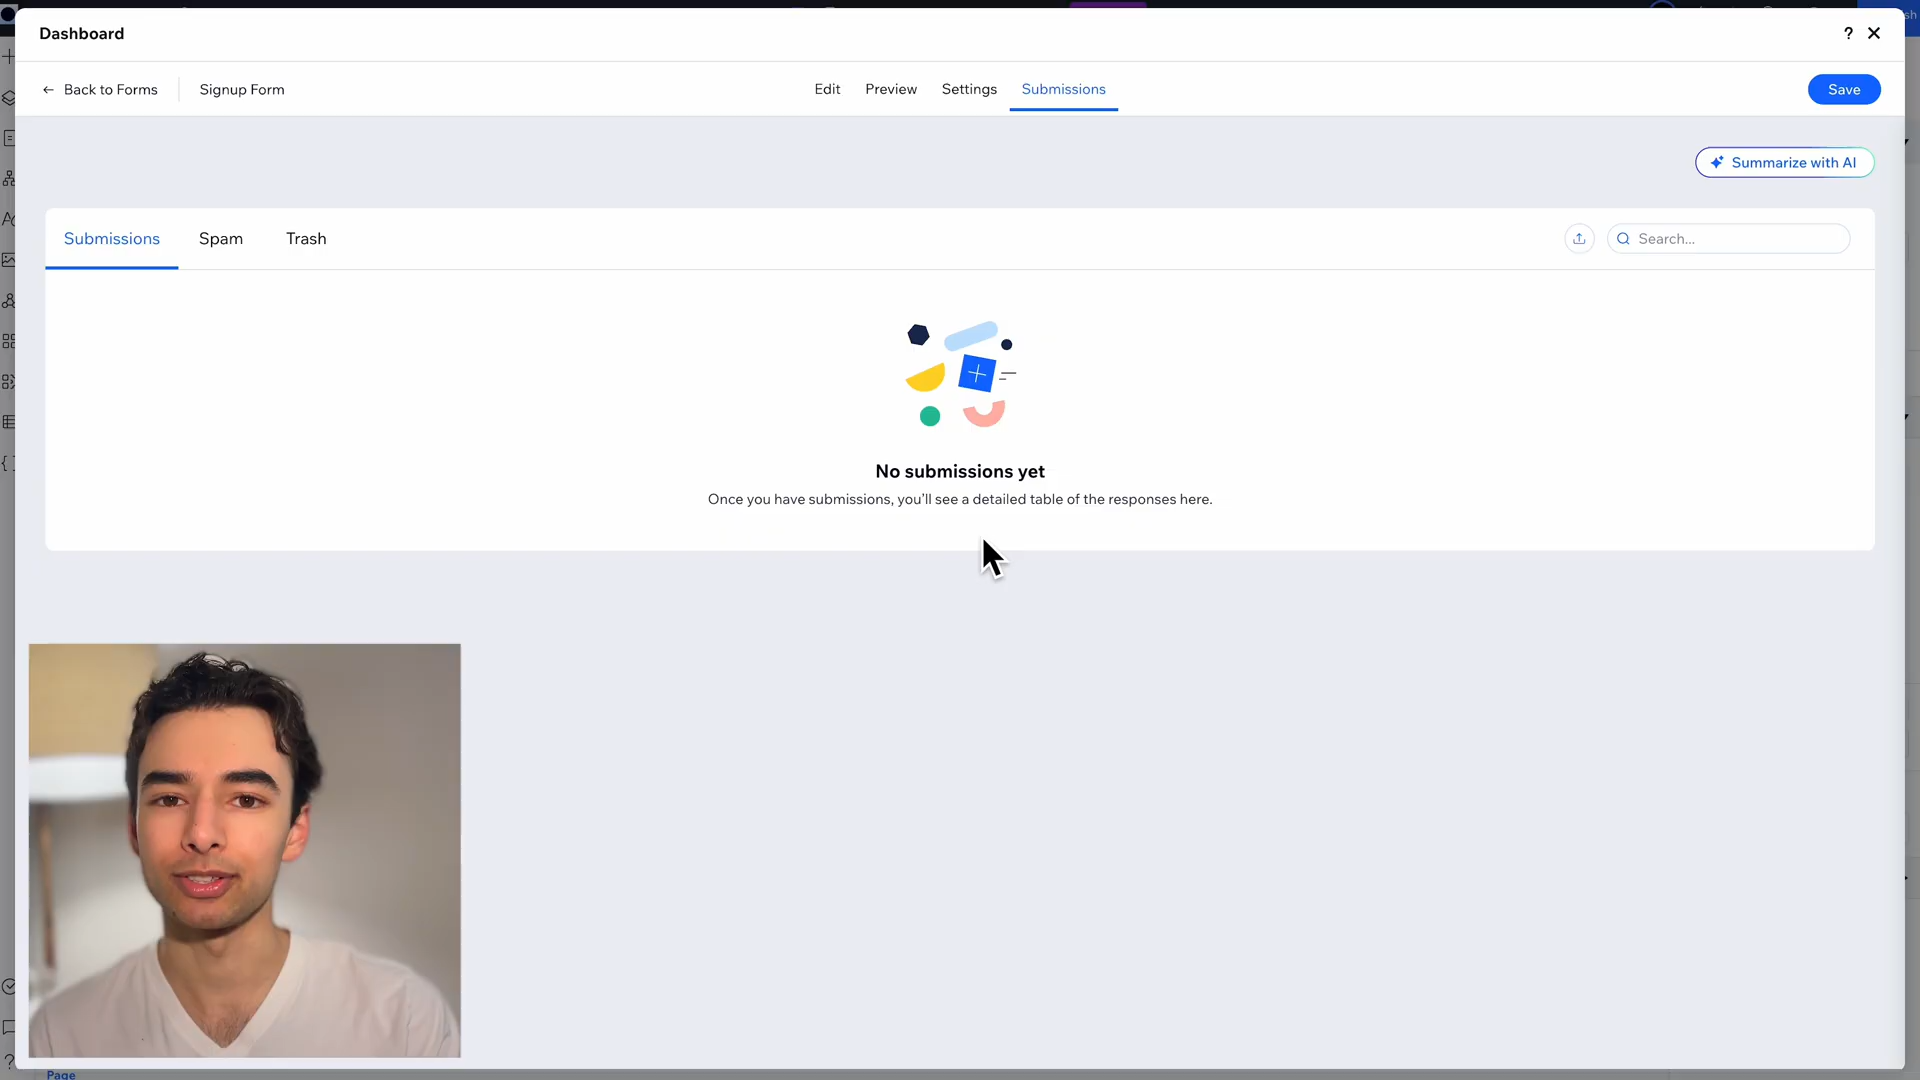 Dashboard
?
Back to Forms
Signup Form
Edit
Preview
Settings
Submissions
Save
Summarize with AI
Submissions
Spam
Trash
Search...
No submissions yet
Once you have submissions, you'll see a detailed table of the responses here.
Page